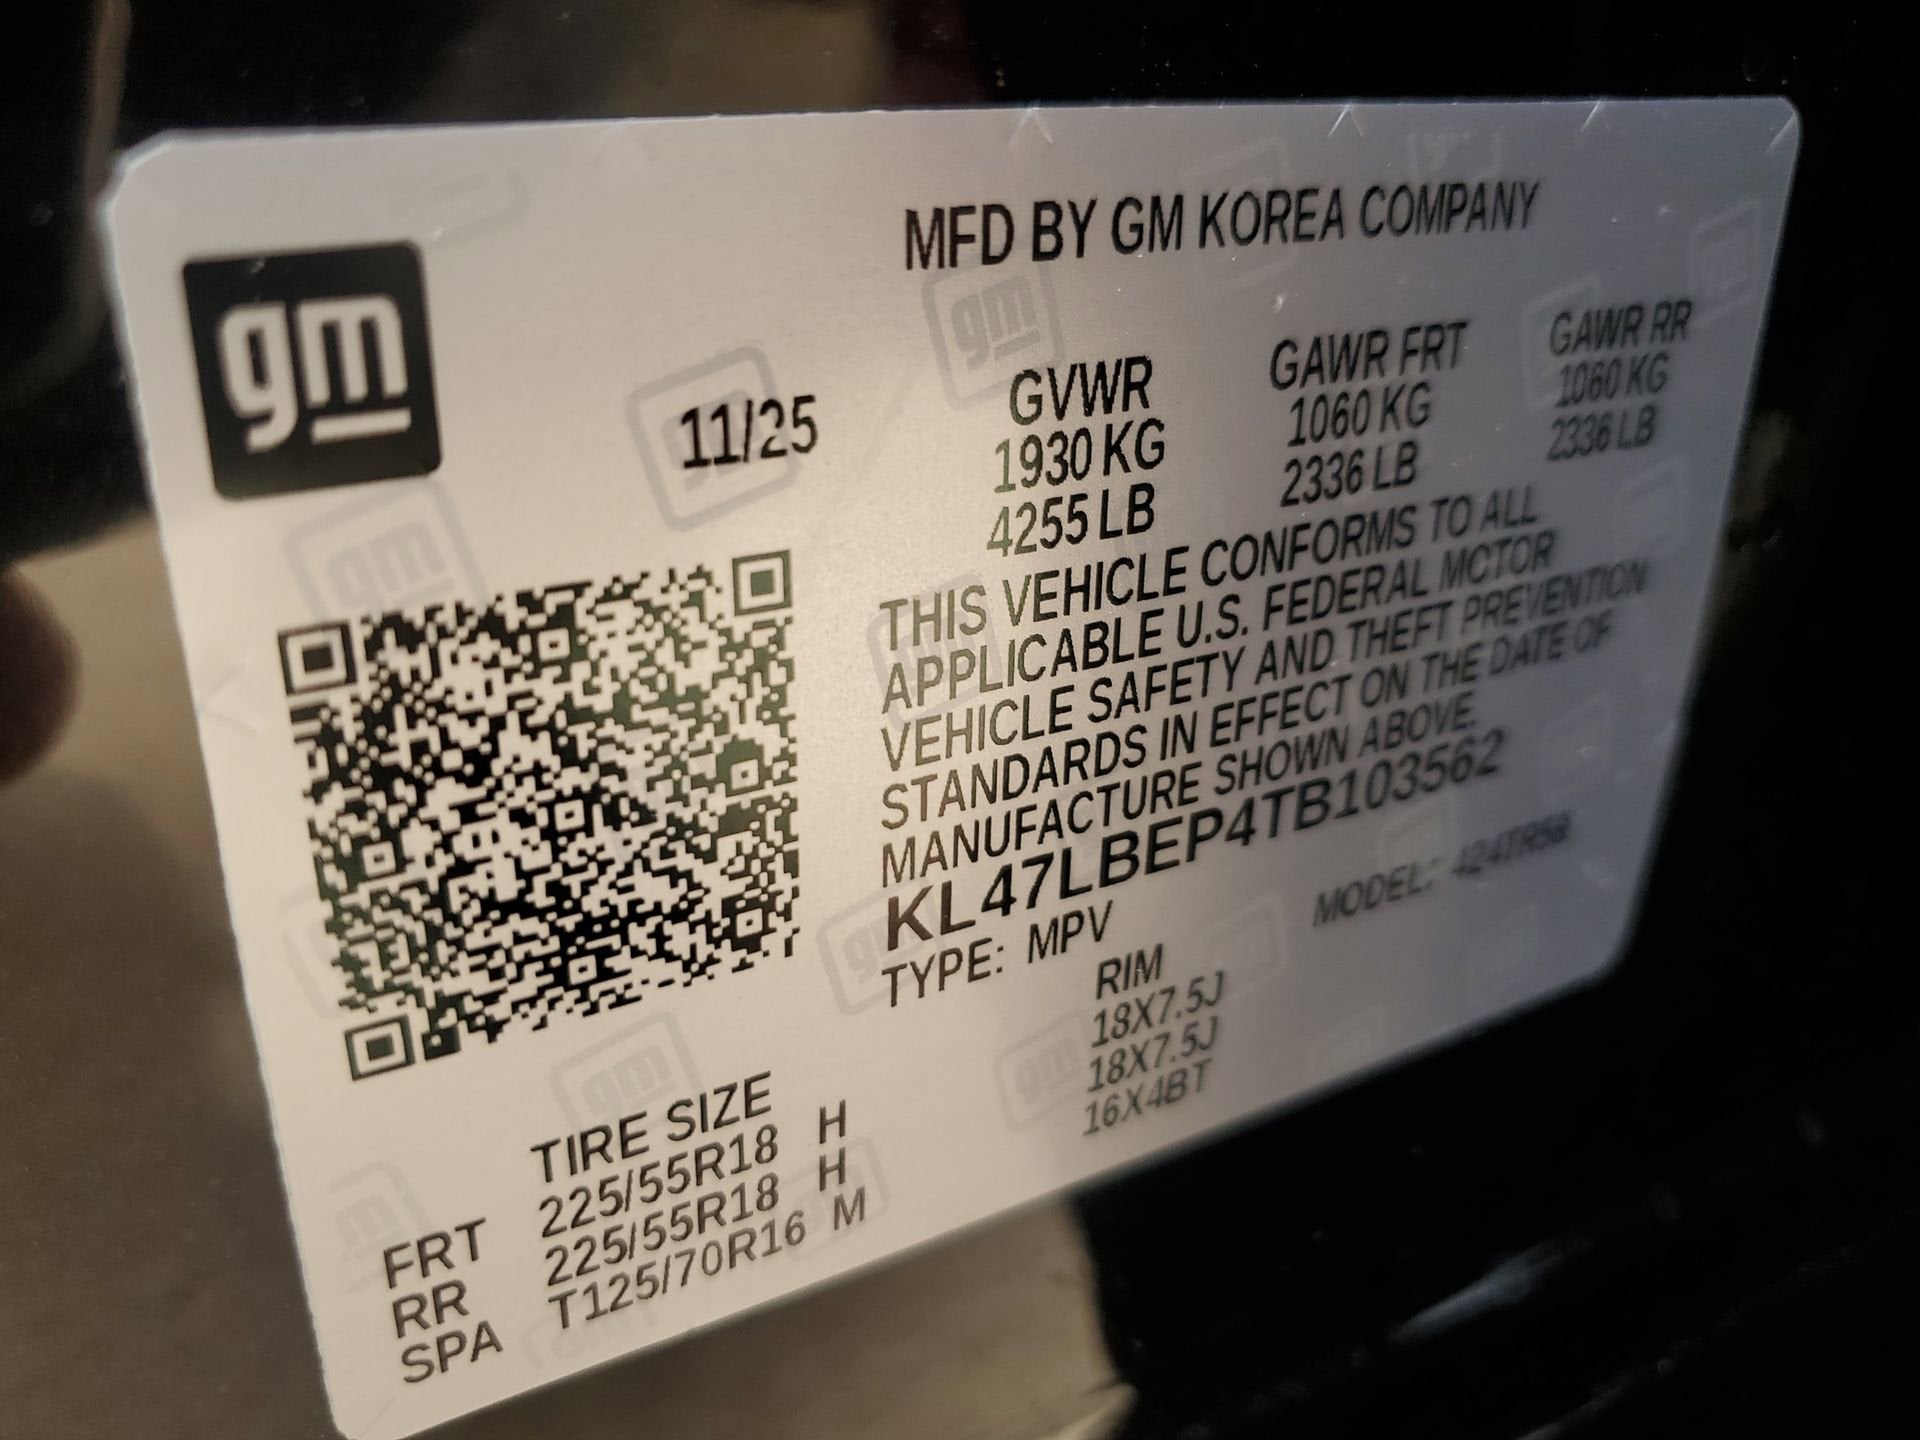 MFD BY GM KOREA COMPANY
gm
11/25
GVWR GAWR FRT GAWR RR
1930 KG 1060 KG 1060 KG
4255 LB 2336 LB 2336 LB
THIS VEHICLE CONFORMS TO ALL
APPLICABLE U.S. FEDERAL MOTOR
VEHICLE SAFETY AND THEFT PREVENTION
STANDARDS IN EFFECT ON THE DATE OF
MANUFACTURE SHOWN ABOVE.
KL47LBEP4TB103562
TYPE: MPV MODEL:
TIRE SIZE RIM
FRT 225/55R18 H 18X7.5J
RR 225/55R18 H 18X7.5J
SPA T125/70R16 M 16X4BT